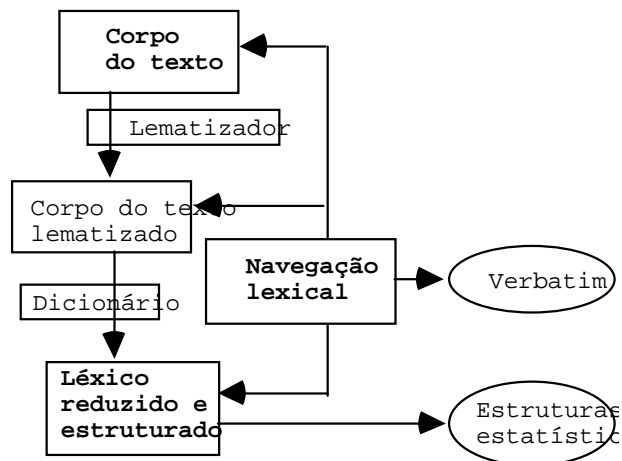 Corpo
do texto
Lematizador
Corpo do texto
lematizado
Navegação
lexical
Verbatim
Dicionário
Léxico
reduzido e
estruturado
Estruturas
estatístic